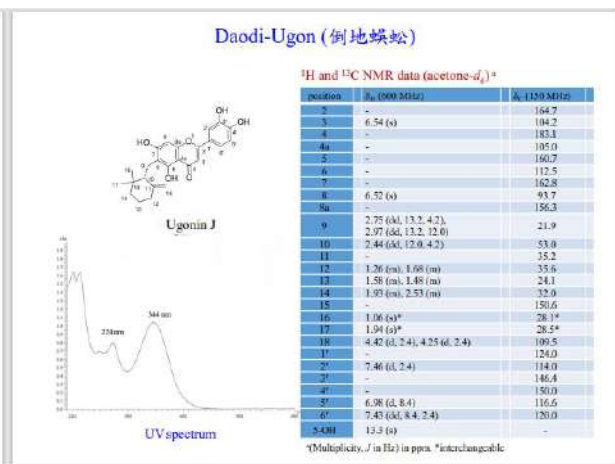 Daodi-Ugon (倒地蜈蚣)
¹H and ¹³C NMR data (acetone-d₆)ᵃ
position δH (600 MHz) δC (150 MHz)
2 - 164.7
3 6.54 (s) 104.2
4 - 183.1
4a - 105.0
5 - 160.7
6 - 112.5
7 - 162.8
8 6.52 (s) 93.7
8a - 156.3
9 2.75 (dd, 13.2, 4.2), 21.9
2.97 (dd, 13.2, 12.0)
10 2.44 (dd, 12.0, 4.2) 53.0
11 - 35.2
12 1.26 (m), 1.68 (m) 35.6
13 1.58 (m), 1.48 (m) 24.1
14 1.93 (m), 2.53 (m) 32.0
15 - 150.6
16 1.06 (s)* 28.1*
17 1.94 (s)* 28.5*
18 4.42 (d, 2.4), 4.25 (d, 2.4) 109.5
1' - 124.0
2' 7.46 (d, 2.4) 114.0
3' - 146.4
4' - 150.0
5' 6.98 (d, 8.4) 116.6
6' 7.43 (dd, 8.4, 2.4) 120.0
5-OH 13.3 (s) -
ᵃ(Multiplicity, J in Hz) in ppm. *interchangeable
OH
OH
HO
O
OH
O
Ugonin J
344 nm
UV spectrum